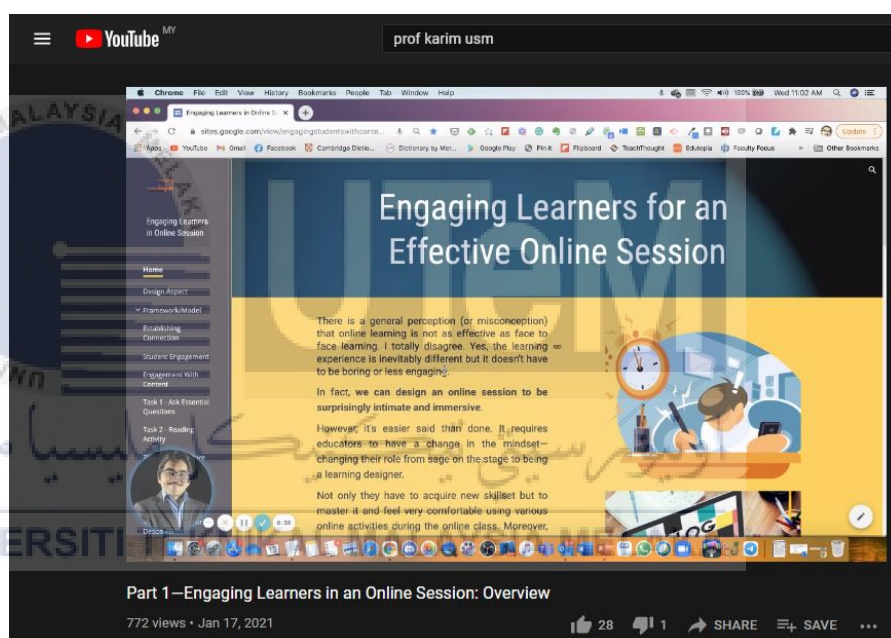 YouTube MY
prof karim usm
Chrome File Edit View History Bookmarks People Tab Window Help
100% Wed 11:02 AM
Engaging Learners in Online S
sites.google.com/view/engagingstudentswithconte...
Update
Apps YouTube Gmail Facebook Cambridge Dictio... Dictionary by Mer... Google Play Pin It Flipboard TeachThought Edutopia Faculty Focus Other Bookmarks
Engaging Learners
in Online Session
Home
Design Aspect
Framework/Model
Establishing
Connection
Student Engagement
Engagement With
Content
Task 1 - Ask Essential
Questions
Task 2 - Reading
Activity
Engaging Learners for an
Effective Online Session
There is a general perception (or misconception)
that online learning is not as effective as face to
face learning. I totally disagree. Yes, the learning
experience is inevitably different but it doesn't have
to be boring or less engaging.
In fact, we can design an online session to be
surprisingly intimate and immersive.
However, it's easier said than done. It requires
educators to have a change in the mindset—
changing their role from sage on the stage to being
a learning designer.
Not only they have to acquire new skillset but to
master it and feel very comfortable using various
online activities during the online class. Moreover,
6:30
LOG
UTeM
Part 1—Engaging Learners in an Online Session: Overview
772 views • Jan 17, 2021
28 1 SHARE SAVE